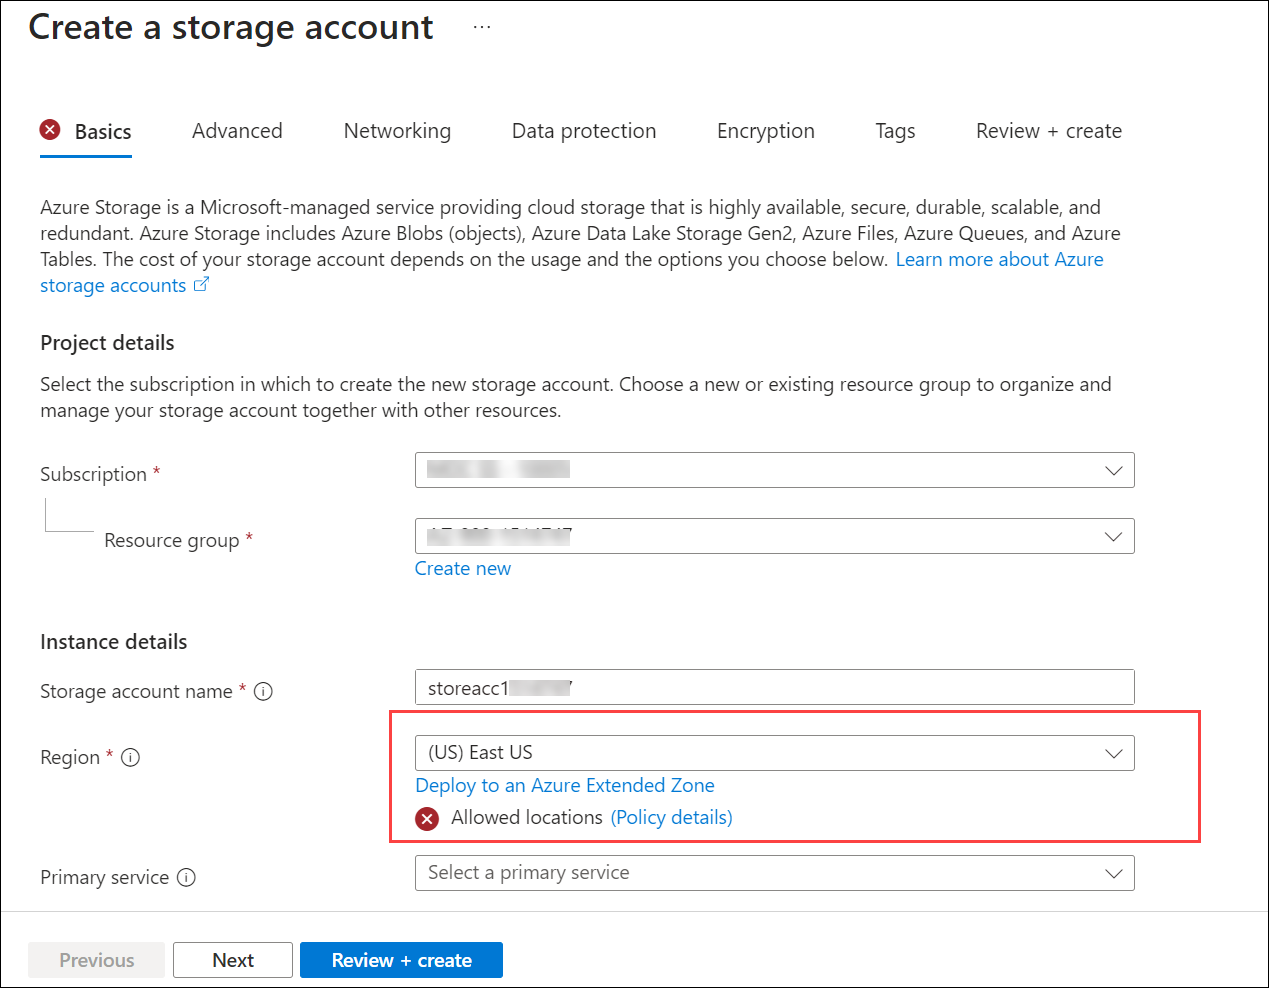 Create a storage account ...
Basics Advanced Networking Data protection Encryption Tags Review + create
Azure Storage is a Microsoft-managed service providing cloud storage that is highly available, secure, durable, scalable, and
redundant. Azure Storage includes Azure Blobs (objects), Azure Data Lake Storage Gen2, Azure Files, Azure Queues, and Azure
Tables. The cost of your storage account depends on the usage and the options you choose below. Learn more about Azure
storage accounts
Project details
Select the subscription in which to create the new storage account. Choose a new or existing resource group to organize and
manage your storage account together with other resources.
Subscription *
Resource group *
Create new
Instance details
Storage account name * storeacc1
Region * (US) East US
Deploy to an Azure Extended Zone
Allowed locations (Policy details)
Primary service Select a primary service
Previous Next Review + create